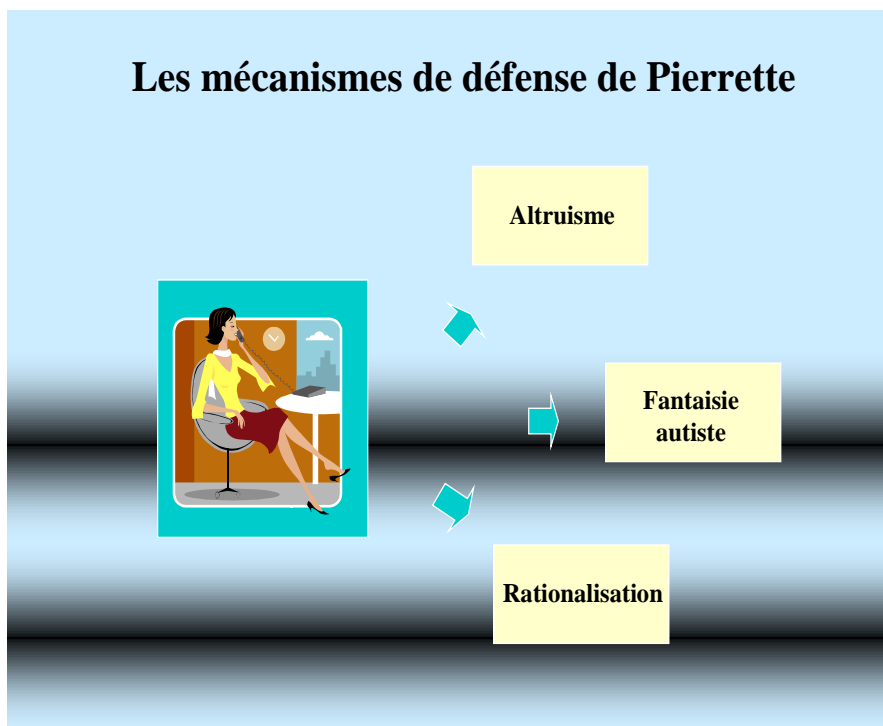 Les mécanismes de défense de Pierrette
Altruisme
Fantaisie
autiste
Rationalisation